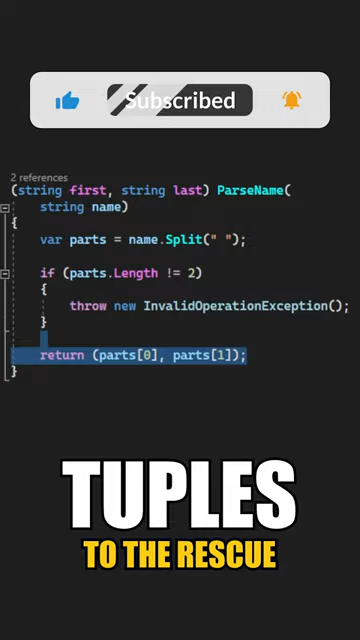 Subscribed
2 references
(string first, string last) ParseName(
string name)
{
var parts = name.Split(" ");
if (parts.Length != 2)
{
throw new InvalidOperationException();
}
return (parts[0], parts[1]);
}
TUPLES
TO THE RESCUE